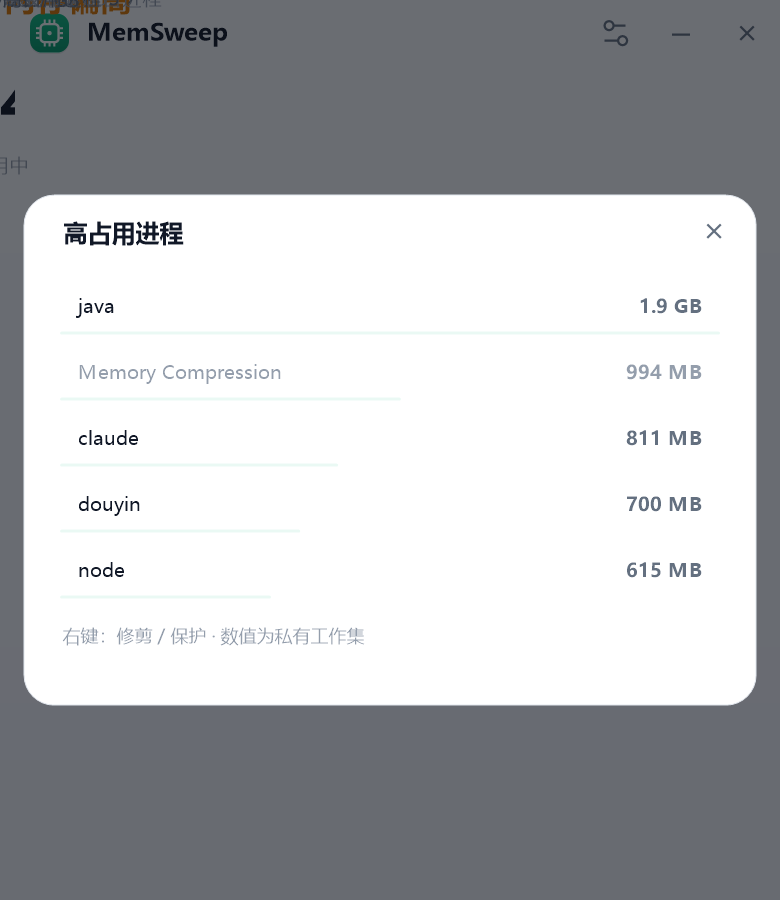 MemSweep
高占用进程
java 1.9 GB
Memory Compression 994 MB
claude 811 MB
douyin 700 MB
node 615 MB
右键：修剪 / 保护 · 数值为私有工作集